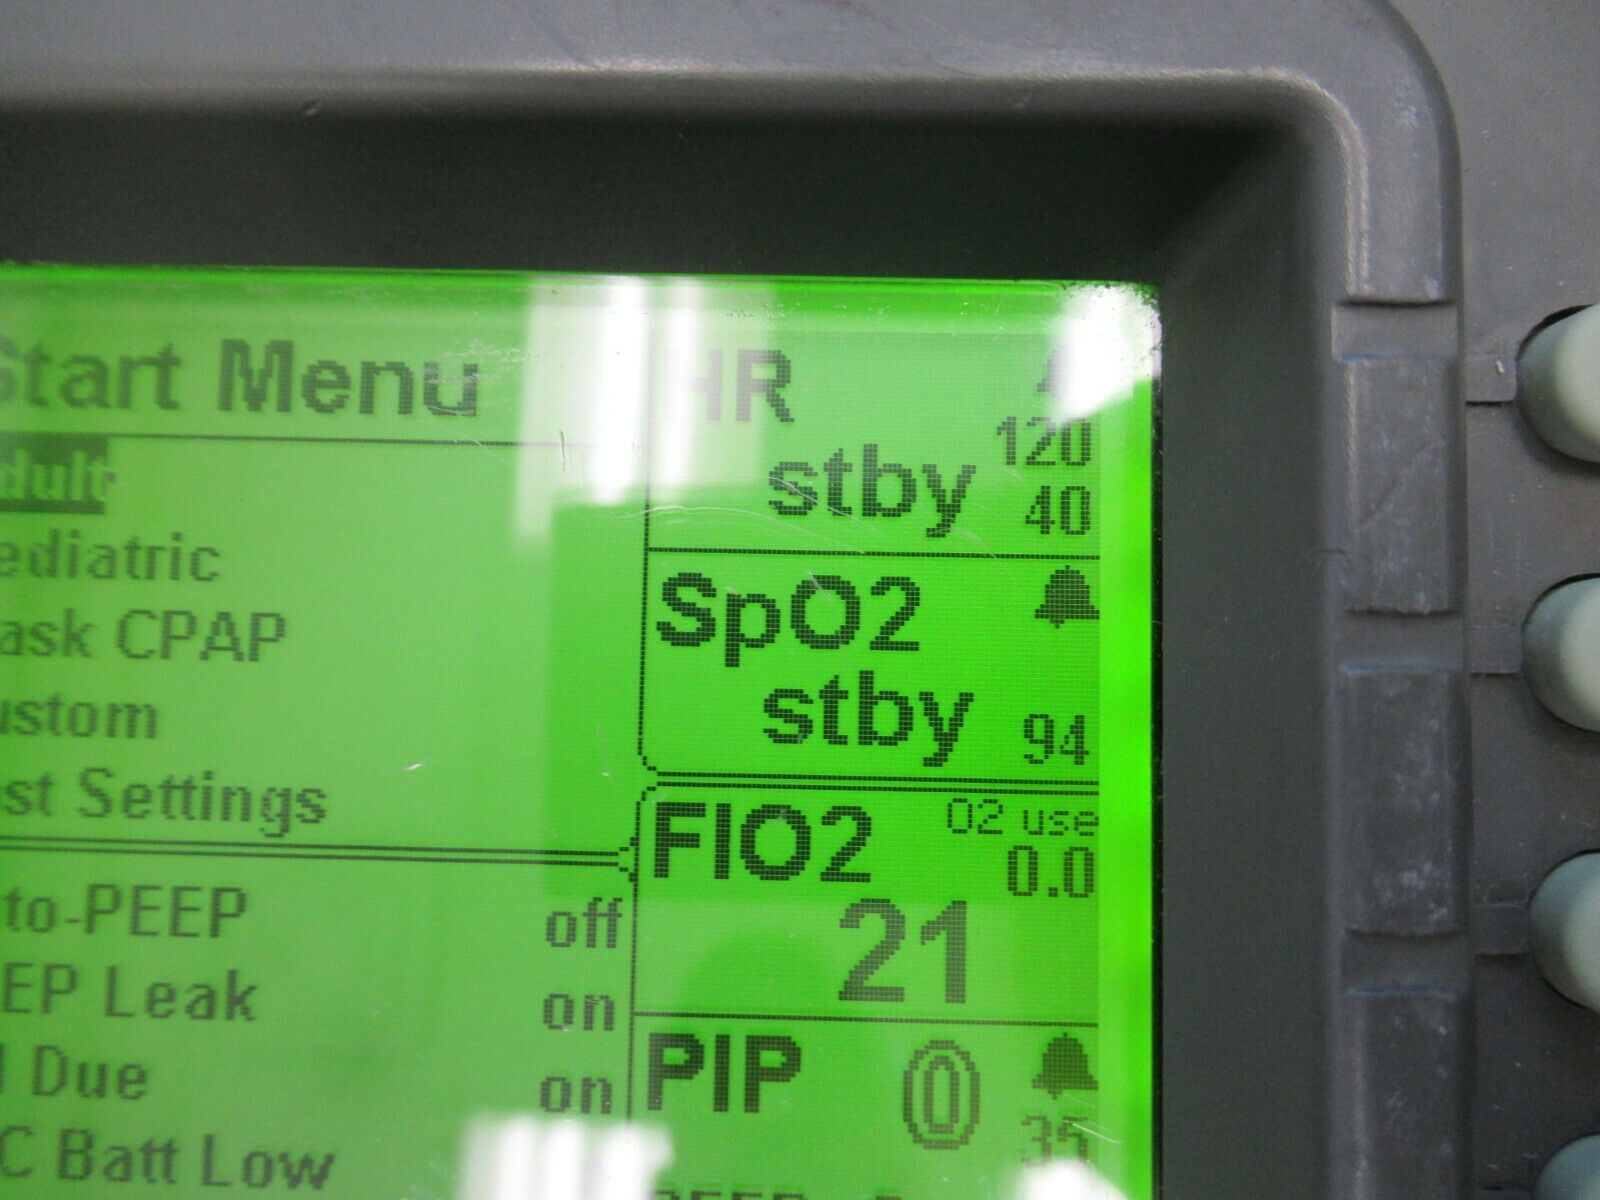 Start Menu
dult
ediatric
ask CPAP
ustom
st Settings
to-PEEP off
EP Leak on
Due on
C Batt Low
HR
120
stby 40
SpO2
stby 94
FIO2 O2 use
0.0
21
PIP 0
35